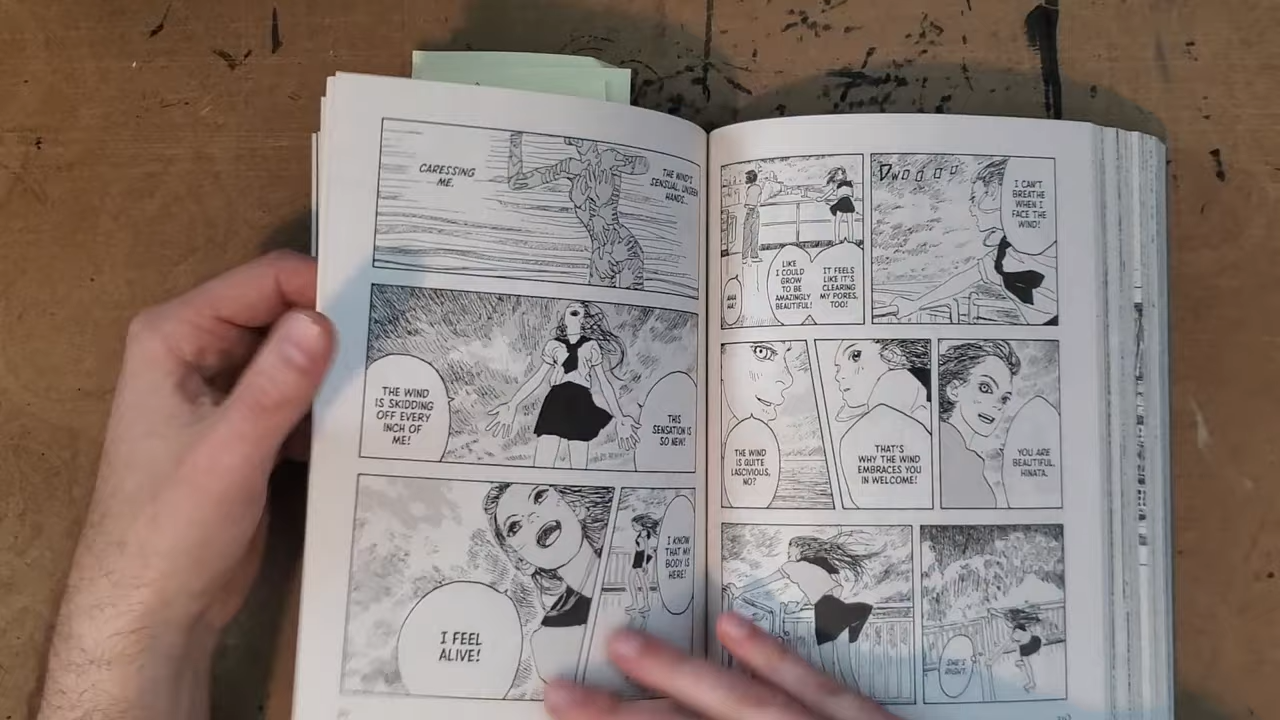 I CAN'T
BREATHE
WHEN I
FACE THE
WIND!
IT FEELS
LIKE IT'S
CLEARING
MY PORES,
TOO!
LIKE
I COULD
GROW
TO BE
AMAZINGLY
BEAUTIFUL!
HA!
YOU ARE
BEAUTIFUL,
HINATA.
THAT'S
WHY THE WIND
EMBRACES YOU
IN WELCOME!
THE WIND
IS QUITE
LASCIVIOUS,
NO?
SHE'S
RIGHT.
THE WIND'S
SENSUAL, UNSEEN
HANDS...
CARESSING
ME.
THIS
SENSATION IS
SO NEW!
THE WIND
IS SKIDDING
OFF EVERY
INCH OF
ME!
I KNOW
THAT MY
BODY IS
HERE!
I FEEL
ALIVE!